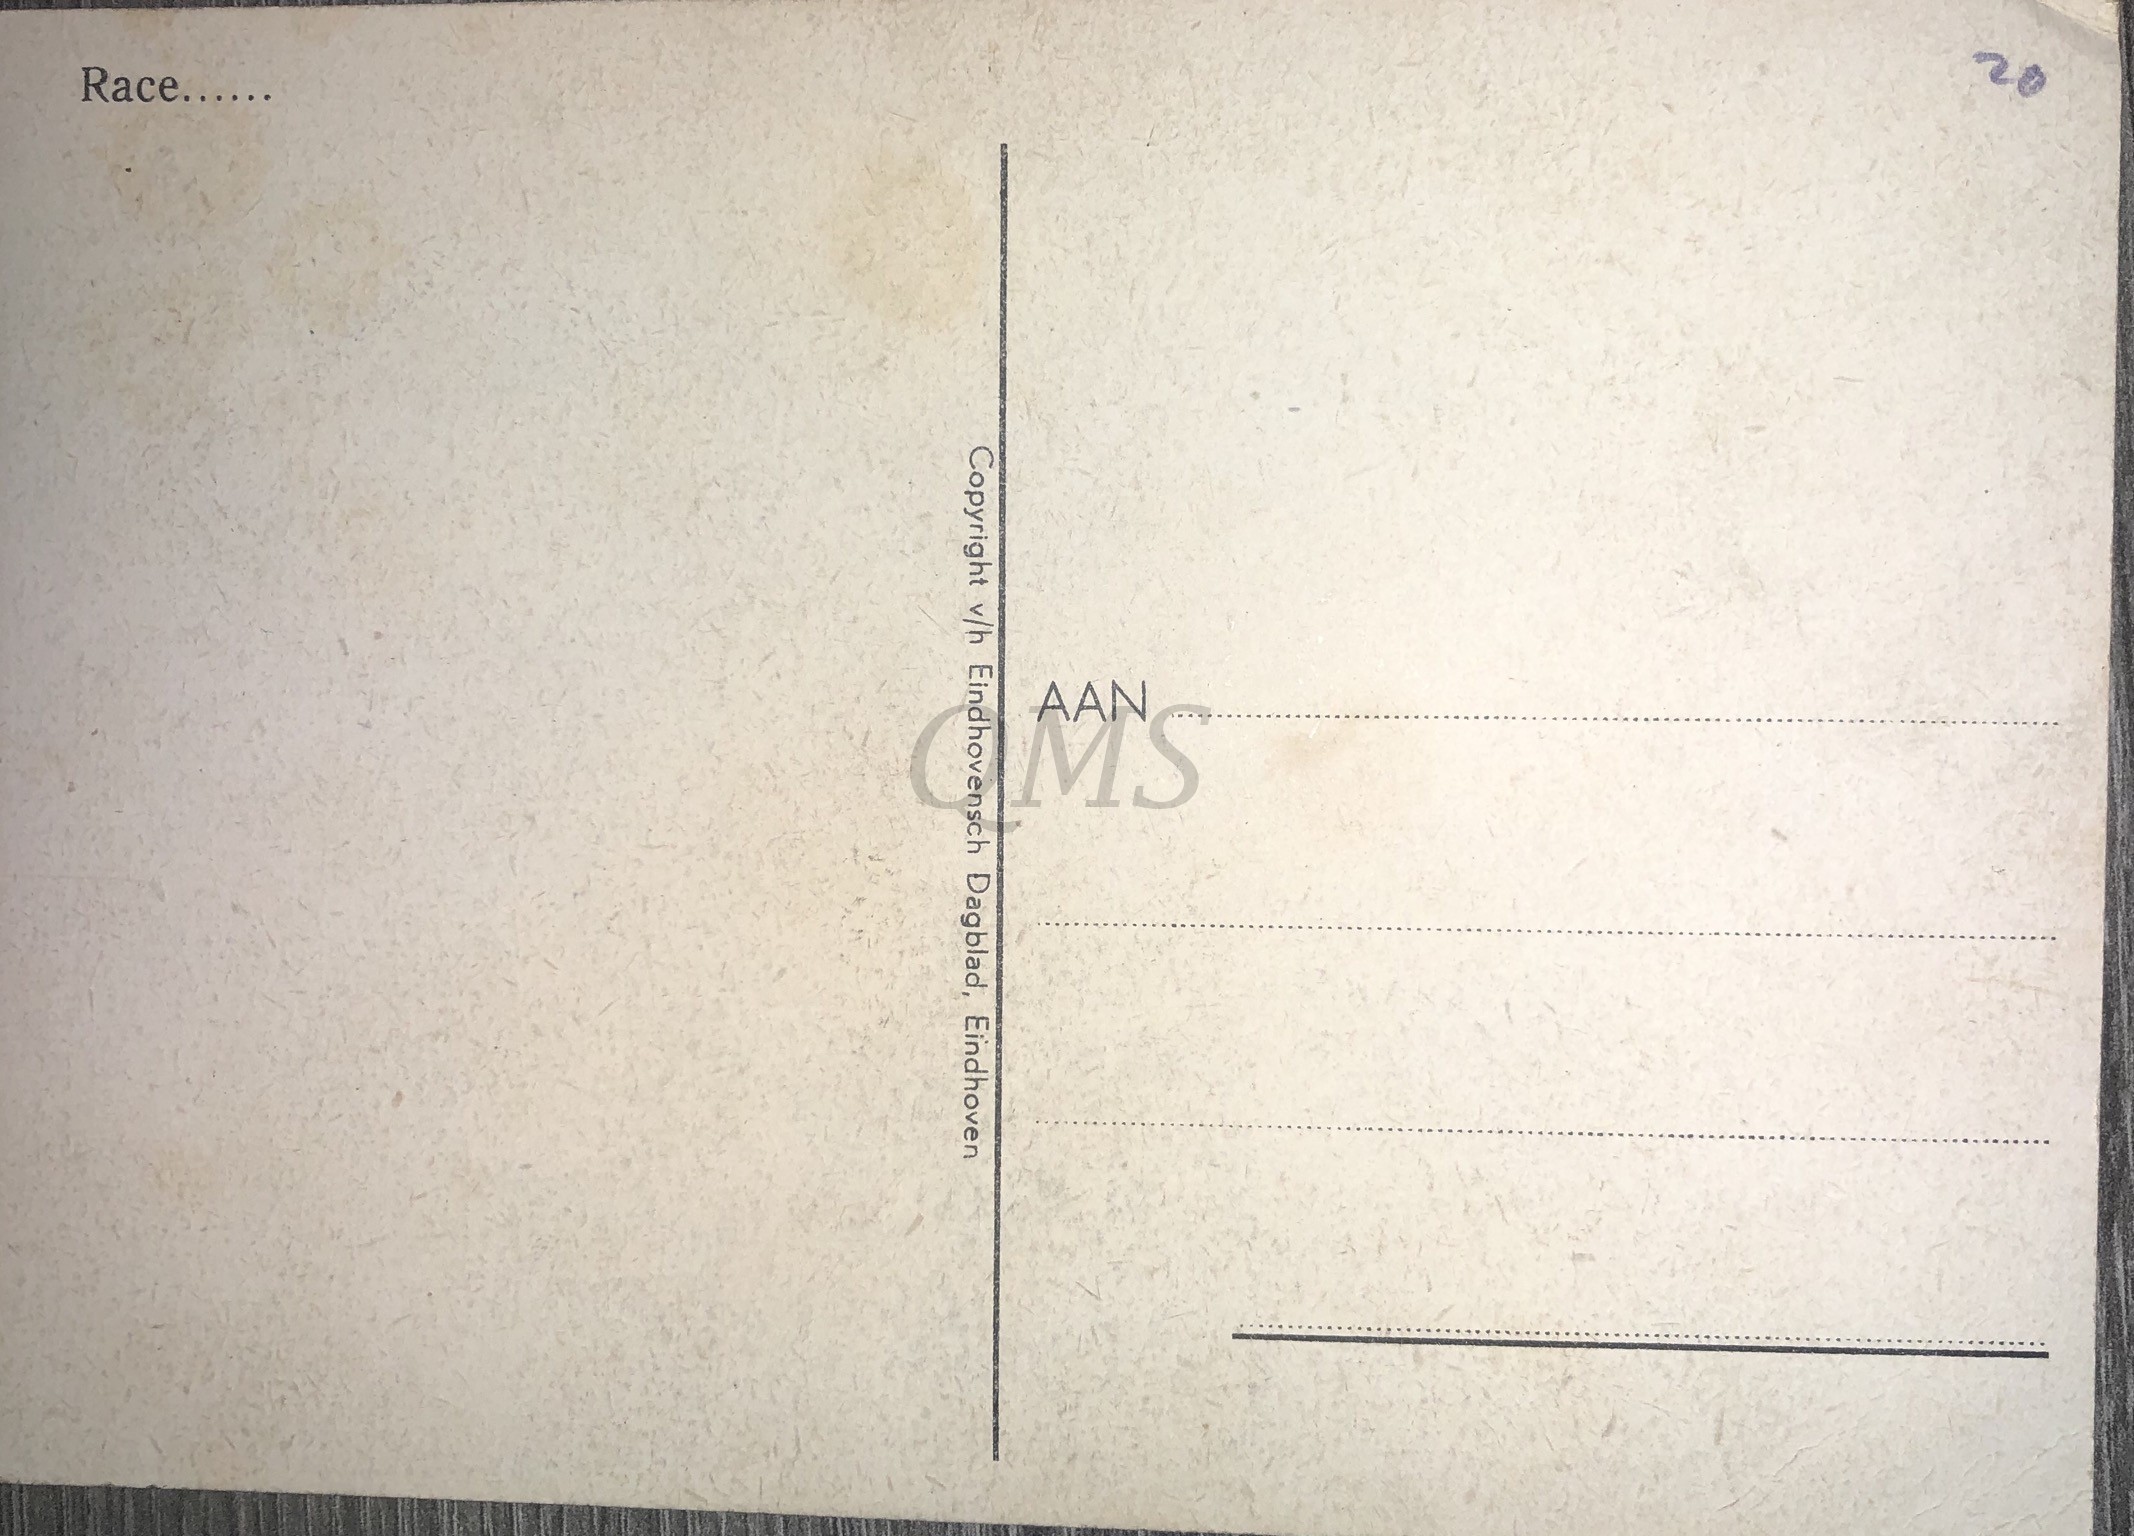 Race......
20
Copyright v/h Eindhovensch Dagblad, Eindhoven
AAN
QMS